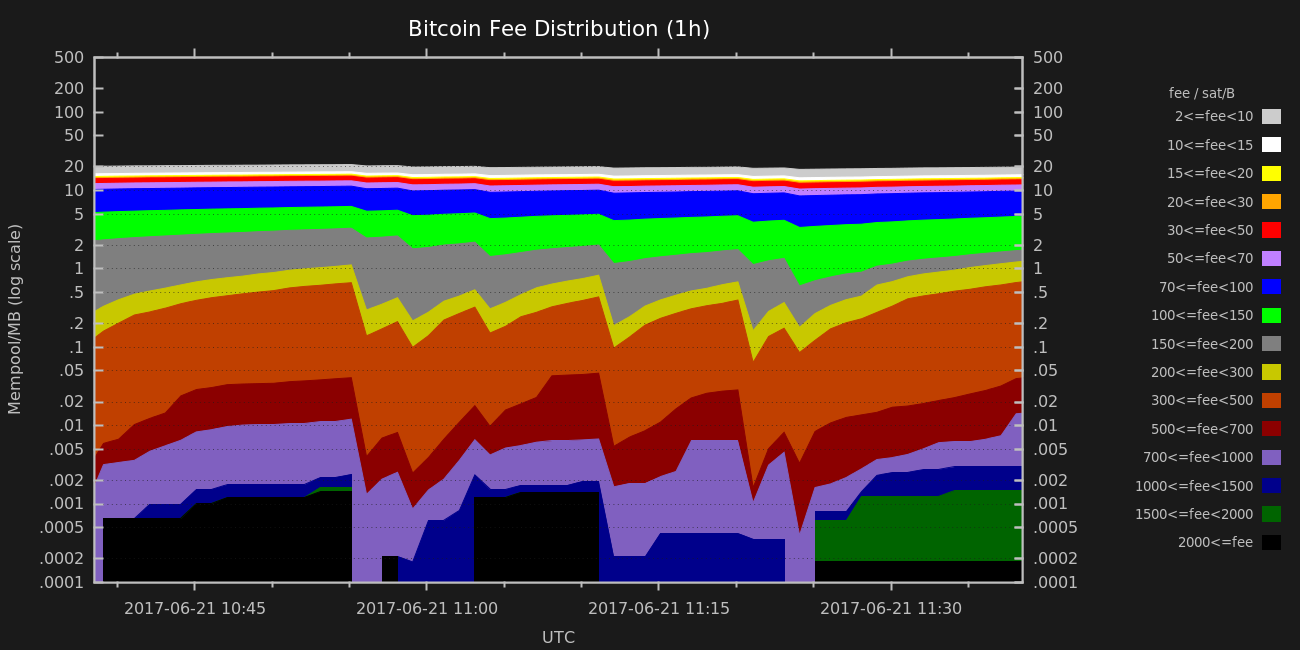 Bitcoin Fee Distribution (1h)
500 500
200 200
100 100
50 50
20 20
10 10
5 5
2 2
1 1
.5 .5
.2 .2
.1 .1
.05 .05
.02 .02
.01 .01
.005 .005
.002 .002
.001 .001
.0005 .0005
.0002 .0002
.0001 .0001
Mempool/MB (log scale)
2017-06-21 10:45 2017-06-21 11:00 2017-06-21 11:15 2017-06-21 11:30
UTC
fee / sat/B
2<=fee<10
10<=fee<15
15<=fee<20
20<=fee<30
30<=fee<50
50<=fee<70
70<=fee<100
100<=fee<150
150<=fee<200
200<=fee<300
300<=fee<500
500<=fee<700
700<=fee<1000
1000<=fee<1500
1500<=fee<2000
2000<=fee